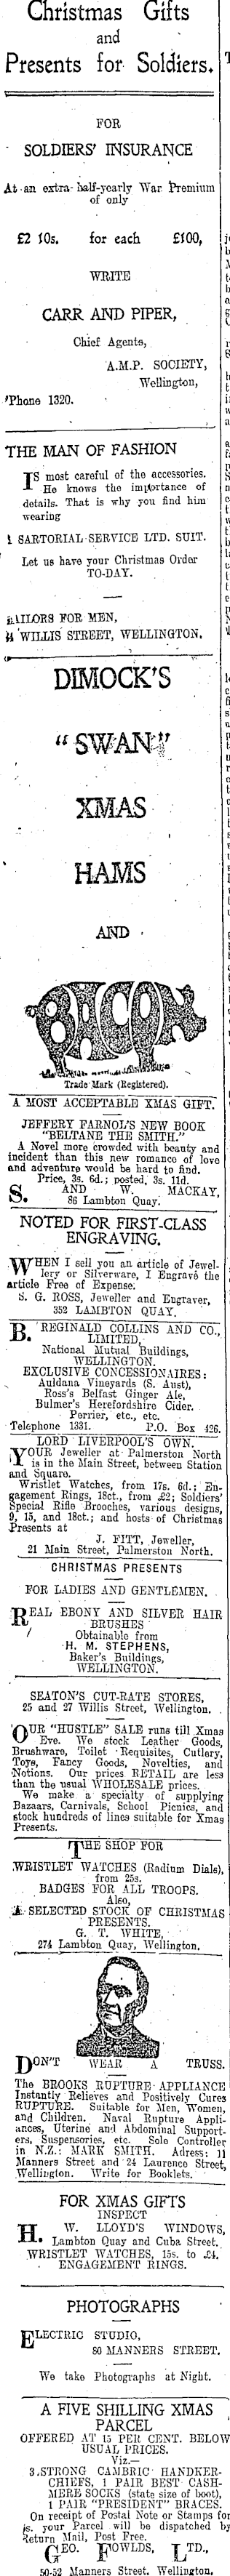 Christmas Gifts
and
Presents for Soldiers.
FOR
SOLDIERS' INSURANCE
At an extra half-yearly War Premium
of only
£2 10s. for each £100,
WRITE
CARR AND PIPER,
Chief Agents,
A.M.P. SOCIETY,
Wellington,
'Phone 1320.
THE MAN OF FASHION
IS most careful of the accessories.
He knows the importance of
details. That is why you find him
wearing
SARTORIAL SERVICE LTD. SUIT.
Let us have your Christmas Order
TO-DAY.
TAILORS FOR MEN,
WILLIS STREET, WELLINGTON.
DIMOCK'S
"SWAN"
XMAS
HAMS
AND
BACON
Trade Mark (Registered).
A MOST ACCEPTABLE XMAS GIFT.
JEFFERY FARNOL'S NEW BOOK
"BELTANE THE SMITH."
A Novel more crowded with beauty and
incident than this new romance of love
and adventure would be hard to find.
Price, 3s. 6d.; posted, 3s. 11d.
S. AND W. MACKAY,
86 Lambton Quay.
NOTED FOR FIRST-CLASS
ENGRAVING.
WHEN I sell you an article of Jewel-
lery or Silverware, I Engrave the
article Free of Expense.
S. G. ROSS, Jeweller and Engraver,
352 LAMBTON QUAY.
B. REGINALD COLLINS AND CO.,
LIMITED,
National Mutual Buildings,
WELLINGTON.
EXCLUSIVE CONCESSIONAIRES:
Auldana Vineyards (S. Aust),
Ross's Belfast Ginger Ale,
Bulmer's Herefordshire Cider.
Perrier, etc., etc.
Telephone 1331. P.O. Box 426.
LORD LIVERPOOL'S OWN.
YOUR Jeweller at Palmerston North
is in the Main Street, between Station
and Square.
Wristlet Watches, from 17s. 6d.; En-
gagement Rings, 18ct., from £2; Soldiers'
Special Rifle Brooches, various designs,
9, 15, and 18ct.; and hosts of Christmas
Presents at
J. FITT, Jeweller,
21 Main Street, Palmerston North.
CHRISTMAS PRESENTS
FOR LADIES AND GENTLEMEN.
REAL EBONY AND SILVER HAIR
BRUSHES
Obtainable from
H. M. STEPHENS,
Baker's Buildings,
WELLINGTON.
SEATON'S CUT-RATE STORES,
25 and 27 Willis Street, Wellington.
OUR "HUSTLE" SALE runs till Xmas
Eve. We stock Leather Goods,
Brushware, Toilet Requisites, Cutlery,
Toys, Fancy Goods, Novelties, and
Notions. Our prices RETAIL are less
than the usual WHOLESALE prices.
We make a specialty of supplying
Bazaars, Carnivals, School Picnics, and
stock hundreds of lines suitable for Xmas
Presents.
THE SHOP FOR
WRISTLET WATCHES (Radium Dials),
from 25s.
BADGES FOR ALL TROOPS.
Also,
A SELECTED STOCK OF CHRISTMAS
PRESENTS.
G. T. WHITE,
274 Lambton Quay, Wellington.
DON'T WEAR A TRUSS.
The BROOKS RUPTURE APPLIANCE
Instantly Relieves and Positively Cures
RUPTURE. Suitable for Men, Women,
and Children. Naval Rupture Appli-
ances, Uterine and Abdominal Support-
ers, Suspensories, etc. Sole Controller
in N.Z.: MARK SMITH. Adress: 11
Manners Street and 24 Laurence Street,
Wellington. Write for Booklets.
FOR XMAS GIFTS
INSPECT
H. W. LLOYD'S WINDOWS,
Lambton Quay and Cuba Street.
WRISTLET WATCHES, 15s. to £4.
ENGAGEMENT RINGS.
PHOTOGRAPHS
ELECTRIC STUDIO,
80 MANNERS STREET.
We take Photographs at Night.
A FIVE SHILLING XMAS
PARCEL
OFFERED AT 15 PER CENT. BELOW
USUAL PRICES.
Viz.—
3 STRONG CAMBRIC HANDKER-
CHIEFS, 1 PAIR BEST CASH-
MERE SOCKS (state size of boot),
1 PAIR "PRESIDENT" BRACES.
On receipt of Postal Note or Stamps for
5s. your Parcel will be dispatched by
Return Mail, Post Free.
GEO. FOWLDS, LTD.,
50-52 Manners Street, Wellington.